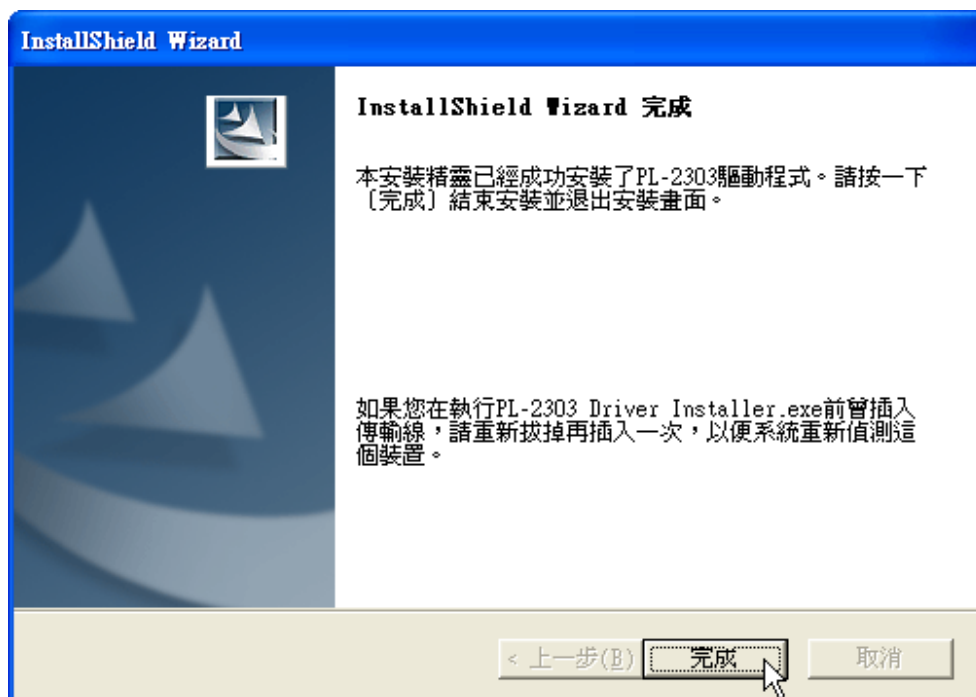 InstallShield Wizard
InstallShield Wizard 完成
本安裝精靈已經成功安裝了PL-2303驅動程式。請按一下
〔完成〕結束安裝並退出安裝畫面。
如果您在執行PL-2303 Driver Installer.exe前曾插入
傳輸線，請重新拔掉再插入一次，以便系統重新偵測這
個裝置。
< 上一步(B)
完成
取消